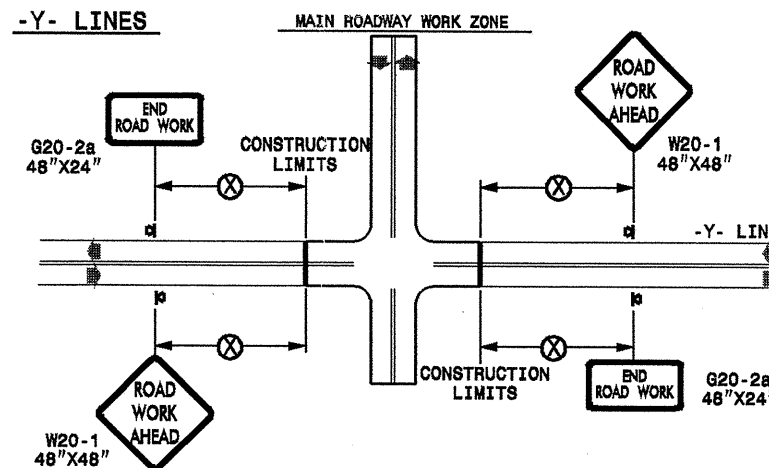 -Y- LINES
MAIN ROADWAY WORK ZONE
END
ROAD WORK
G20-2a
48"X24"
CONSTRUCTION
LIMITS
X
X
ROAD
WORK
AHEAD
W20-1
48"X48"
-Y- LIN
X
X
ROAD
WORK
AHEAD
W20-1
48"X48"
CONSTRUCTION
LIMITS
END
ROAD WORK
G20-2a
48"X24"